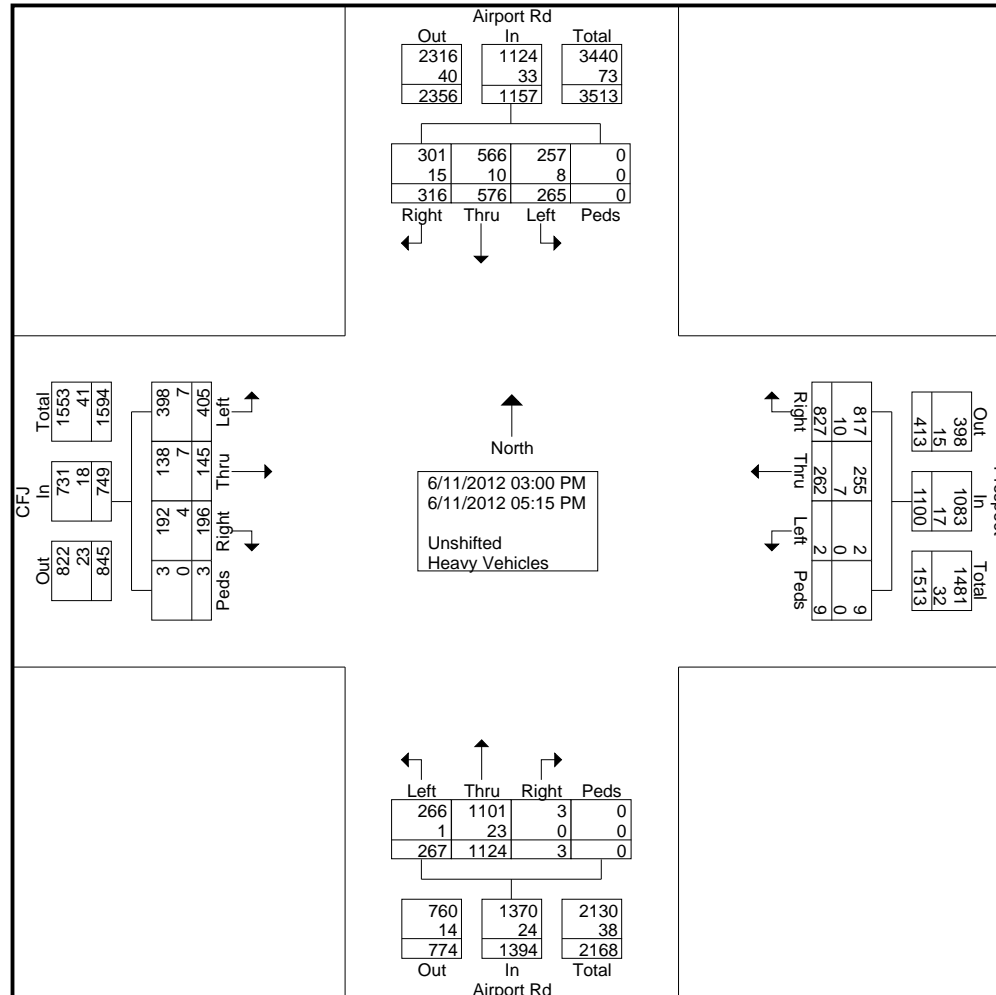 Airport Rd
Out In Total
2316 1124 3440
40 33 73
2356 1157 3513
301 566 257 0
15 10 8 0
316 576 265 0
Right Thru Left Peds
CFJ
Total In Out
1553 731 822
41 18 23
1594 749 845
398 138 192 3
7 7 4 0
405 145 196 3
Left Thru Right Peds
North
6/11/2012 03:00 PM
6/11/2012 05:15 PM
Unshifted
Heavy Vehicles
Right Thru Left Peds
827 262 2 9
10 7 0 0
817 255 2 9
Out In Total
398 1083 1481
15 17 32
413 1100 1513
Left Thru Right Peds
266 1101 3 0
1 23 0 0
267 1124 3 0
760 1370 2130
14 24 38
774 1394 2168
Out In Total
Airport Rd